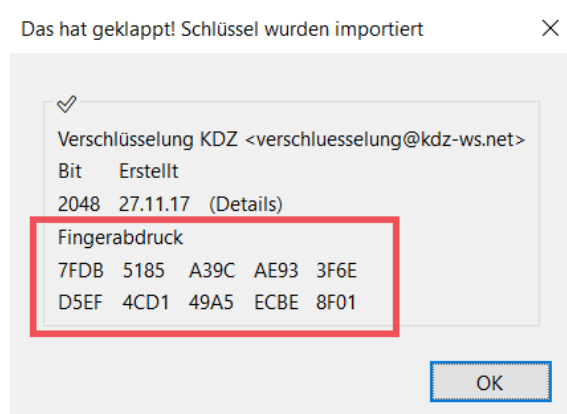 Das hat geklappt! Schlüssel wurden importiert
Verschlüsselung KDZ <verschluesselung@kdz-ws.net>
Bit Erstellt
2048 27.11.17 (Details)
Fingerabdruck
7FDB 5185 A39C AE93 3F6E
D5EF 4CD1 49A5 ECBE 8F01
OK